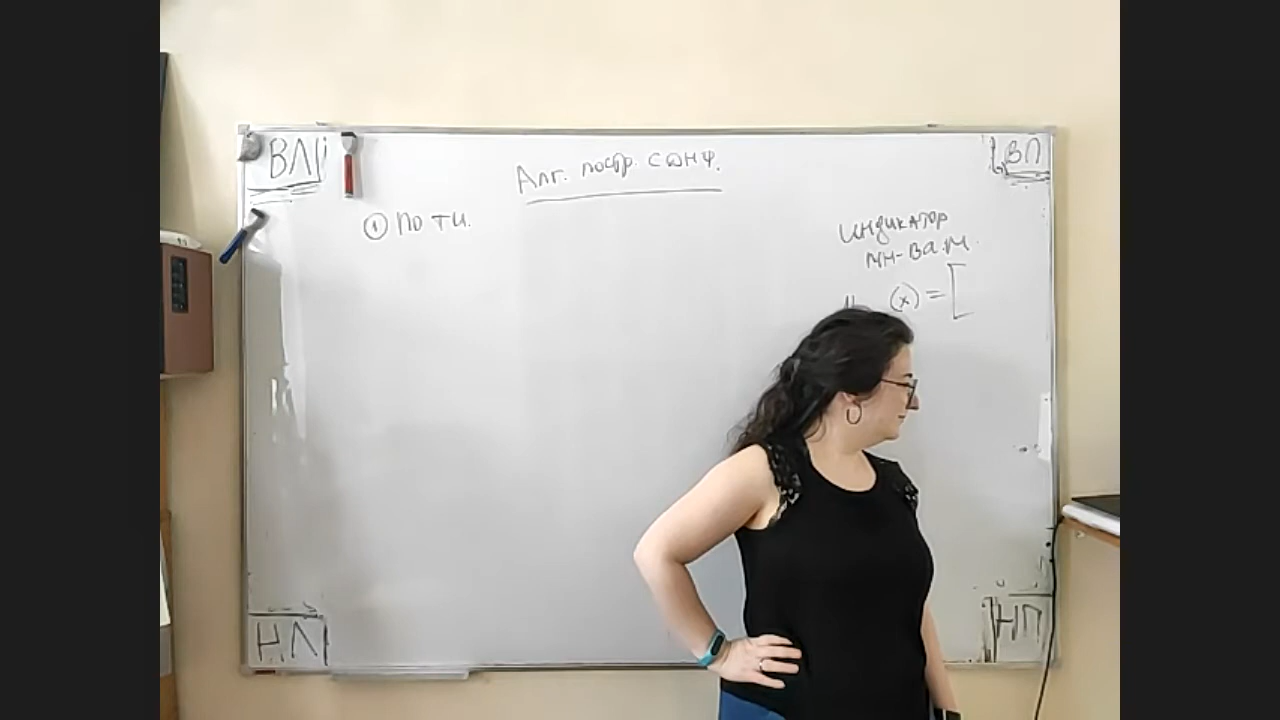 ВЛ
Алг. постр. СДНФ.
ВП
① по ТИ.
Индикатор
мн-ва М.
(x) = [
НЛ
НП